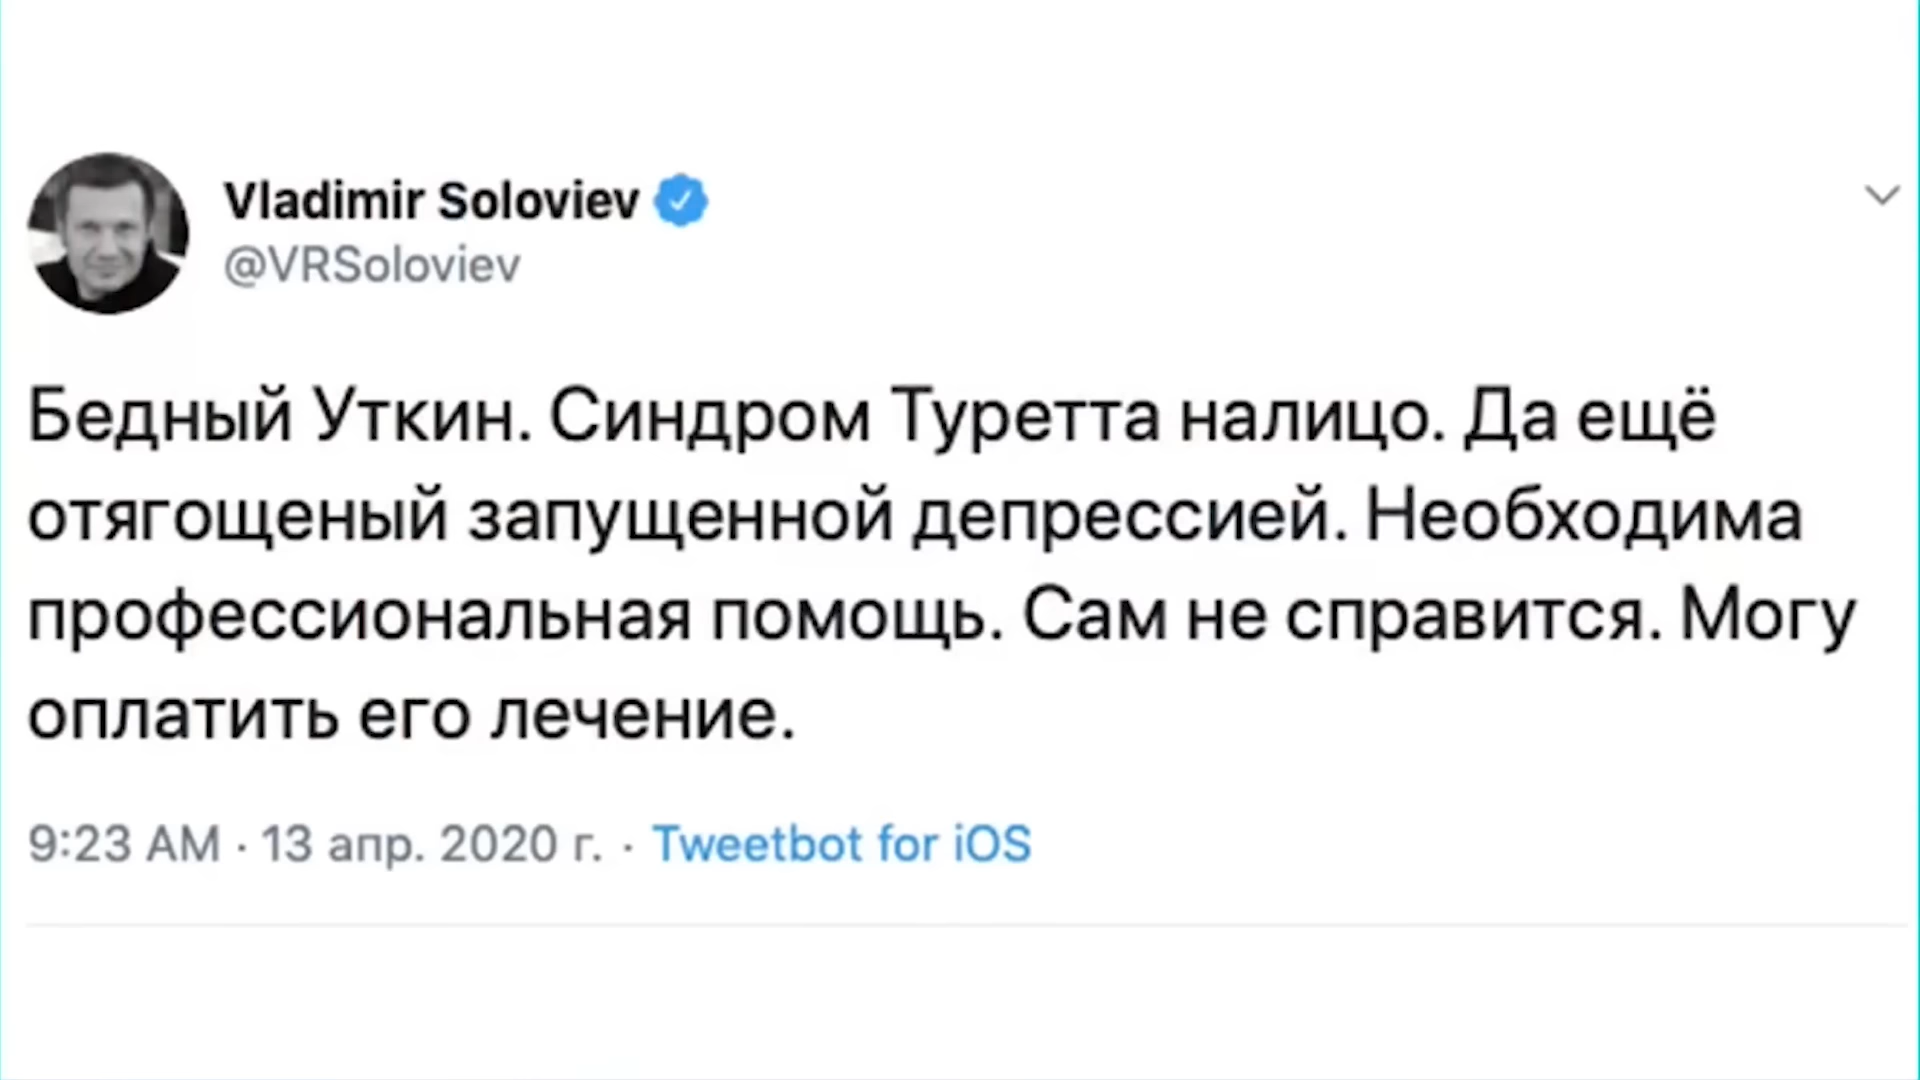 Vladimir Soloviev
@VRSoloviev
Бедный Уткин. Синдром Туретта налицо. Да ещё
отягощеный запущенной депрессией. Необходима
профессиональная помощь. Сам не справится. Могу
оплатить его лечение.
9:23 AM · 13 апр. 2020 г. · Tweetbot for iOS